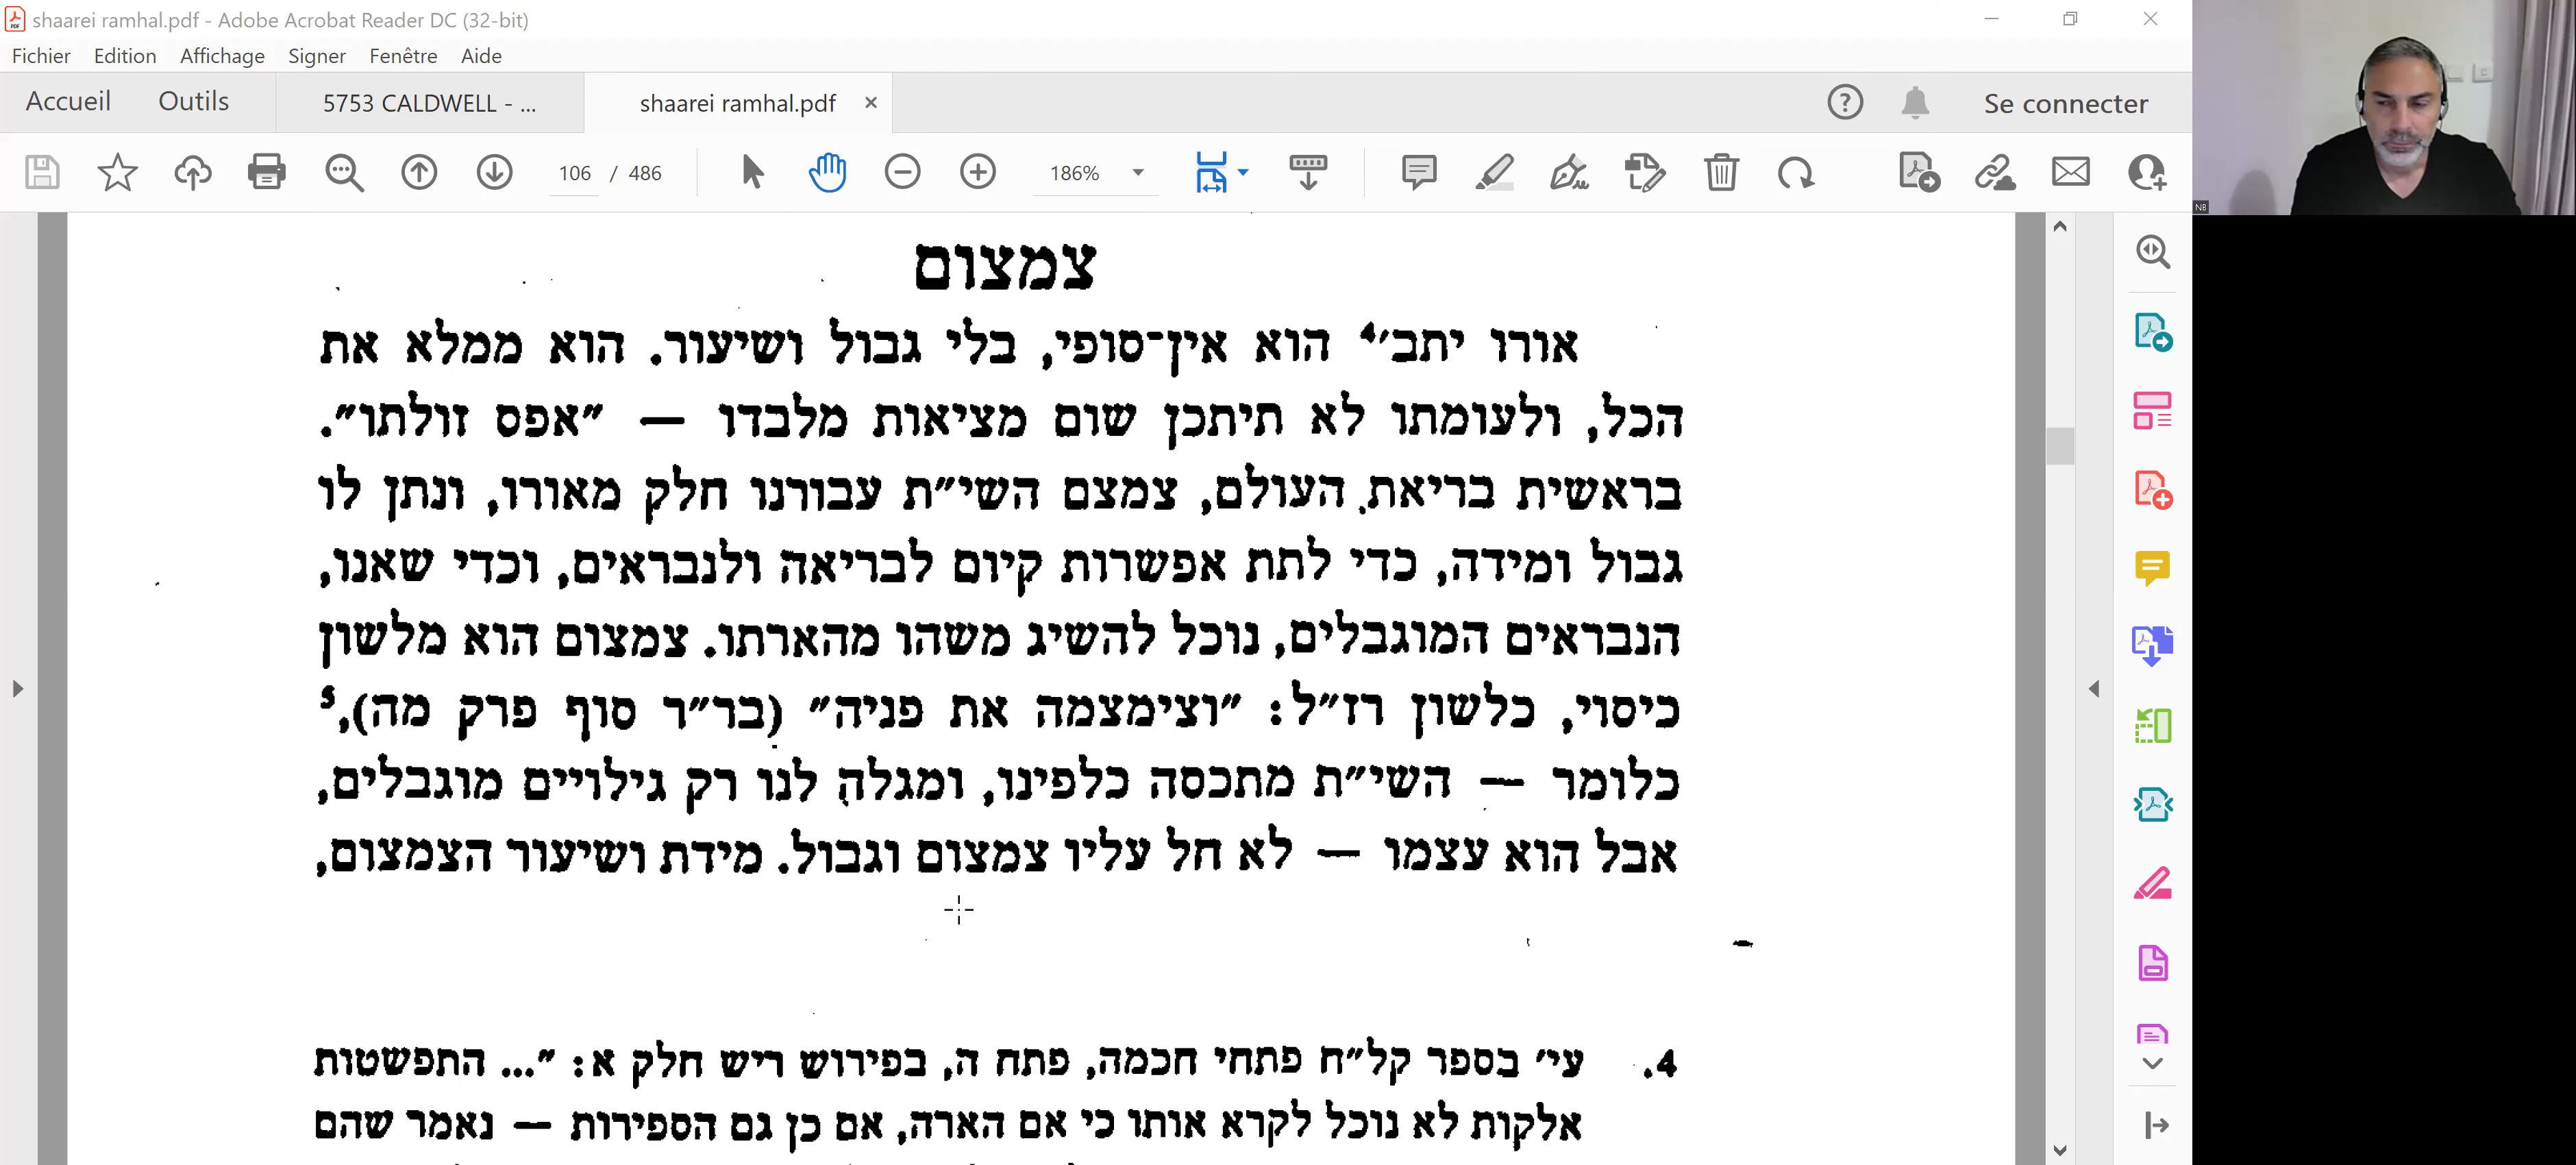 shaarei ramhal.pdf - Adobe Acrobat Reader DC (32-bit)
Fichier Edition Affichage Signer Fenêtre Aide
Accueil Outils 5753 CALDWELL - ... shaarei ramhal.pdf × Se connecter
106 / 486 186%
NB
צמצום
אורו יתב׳4 הוא אין־סופי, בלי גבול ושיעור. הוא ממלא את
הכל, ולעומתו לא תיתכן שום מציאות מלבדו — ״אפס זולתו״.
בראשית בריאת העולם, צמצם השי״ת עבורנו חלק מאורו, ונתן לו
גבול ומידה, כדי לתת אפשרות קיום לבריאה ולנבראים, וכדי שאנו,
הנבראים המוגבלים, נוכל להשיג משהו מהארתו. צמצום הוא מלשון
כיסוי, כלשון רז״ל: ״וצימצמה את פניה״ (בר״ר סוף פרק מה),5
כלומר — השי״ת מתכסה כלפינו, ומגלה לנו רק גילויים מוגבלים,
אבל הוא עצמו — לא חל עליו צמצום וגבול. מידת ושיעור הצמצום,
4. עי׳ בספר קל״ח פתחי חכמה, פתח ה, בפירוש ריש חלק א: ״... התפשטות
אלקות לא נוכל לקרא אותו כי אם הארה, אם כן גם הספירות — נאמר שהם